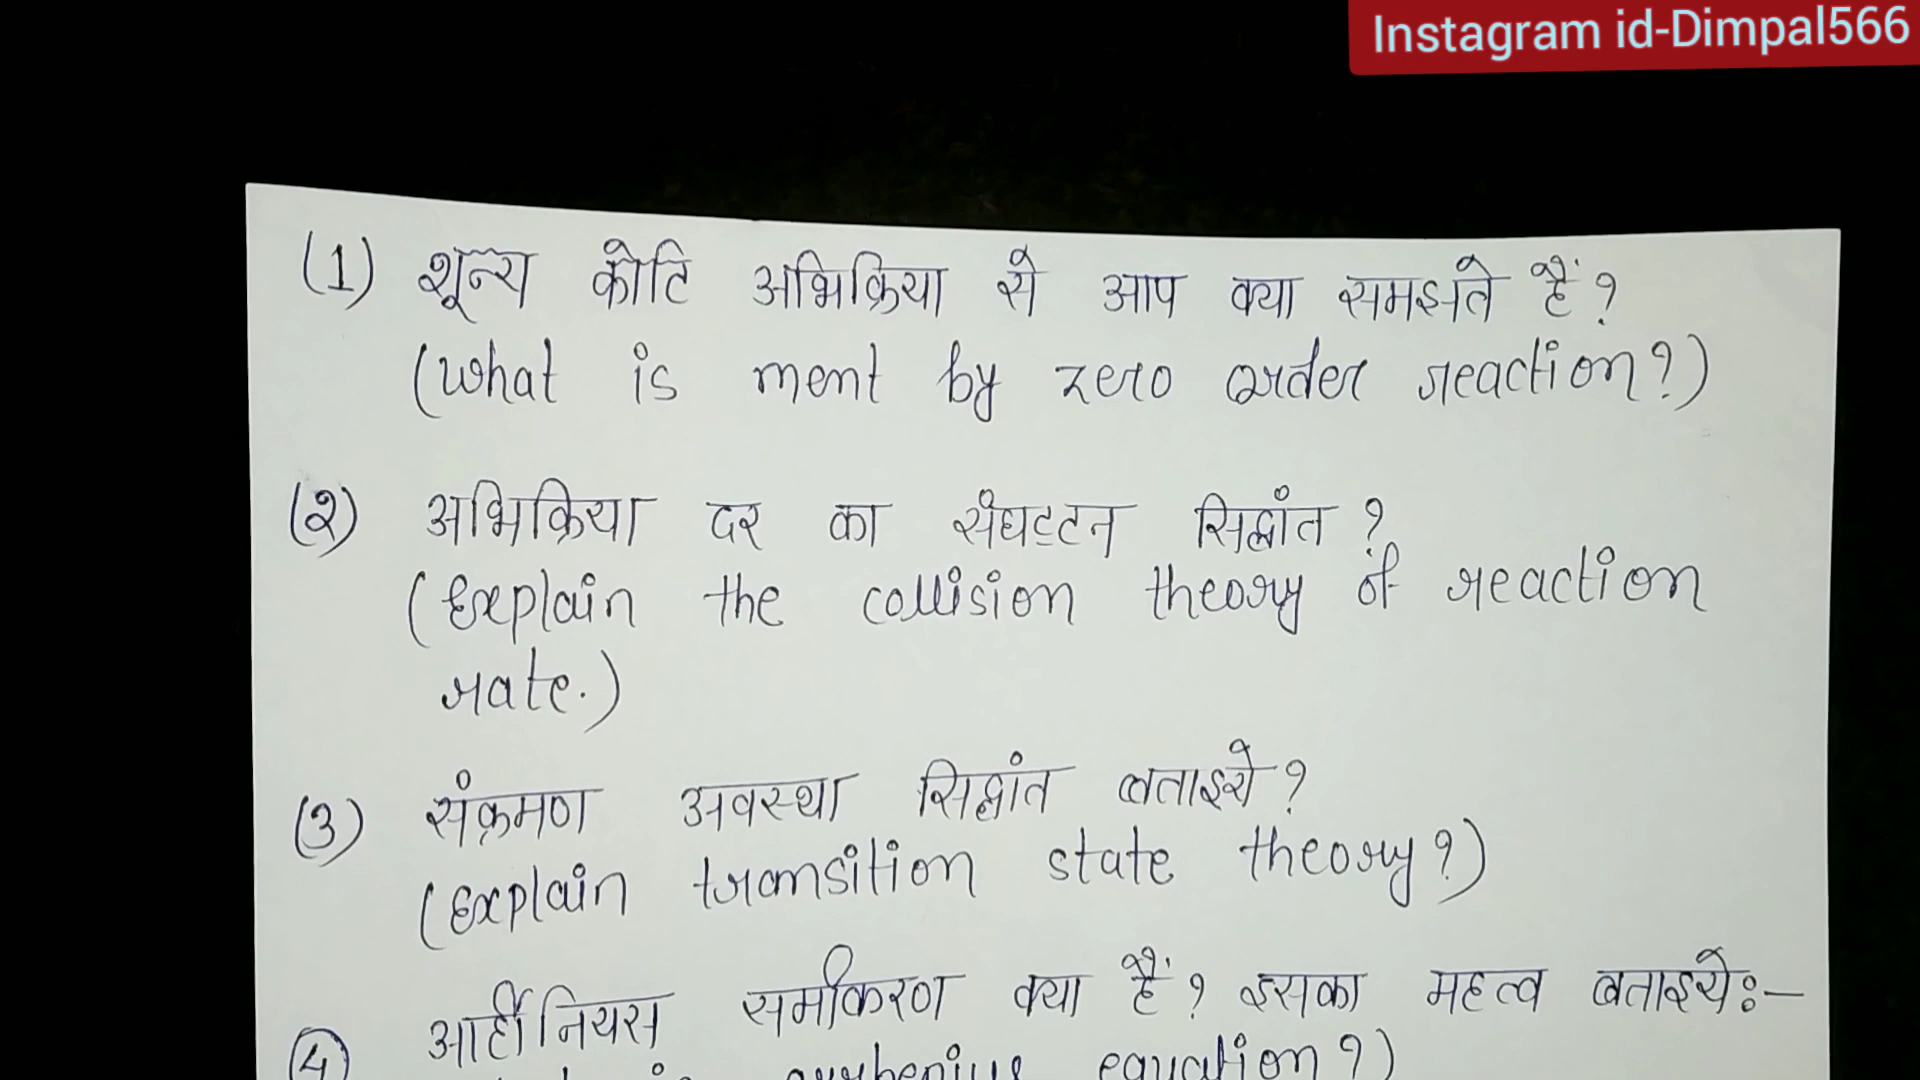 Instagram id-Dimpal566
(1) शून्य कोटि अभिक्रिया से आप क्या समझते हैं ?
(what is ment by zero order reaction?)
(२) अभिक्रिया दर का संघट्टन सिद्धांत ?
(Explain the collision theory of reaction
rate.)
(3) संक्रमण अवस्था सिद्धांत बताइये ?
(Explain transition state theory?)
(4) आर्हीनियस समीकरण क्या है ? इसका महत्व बताइये:-
arrhenius equation?)